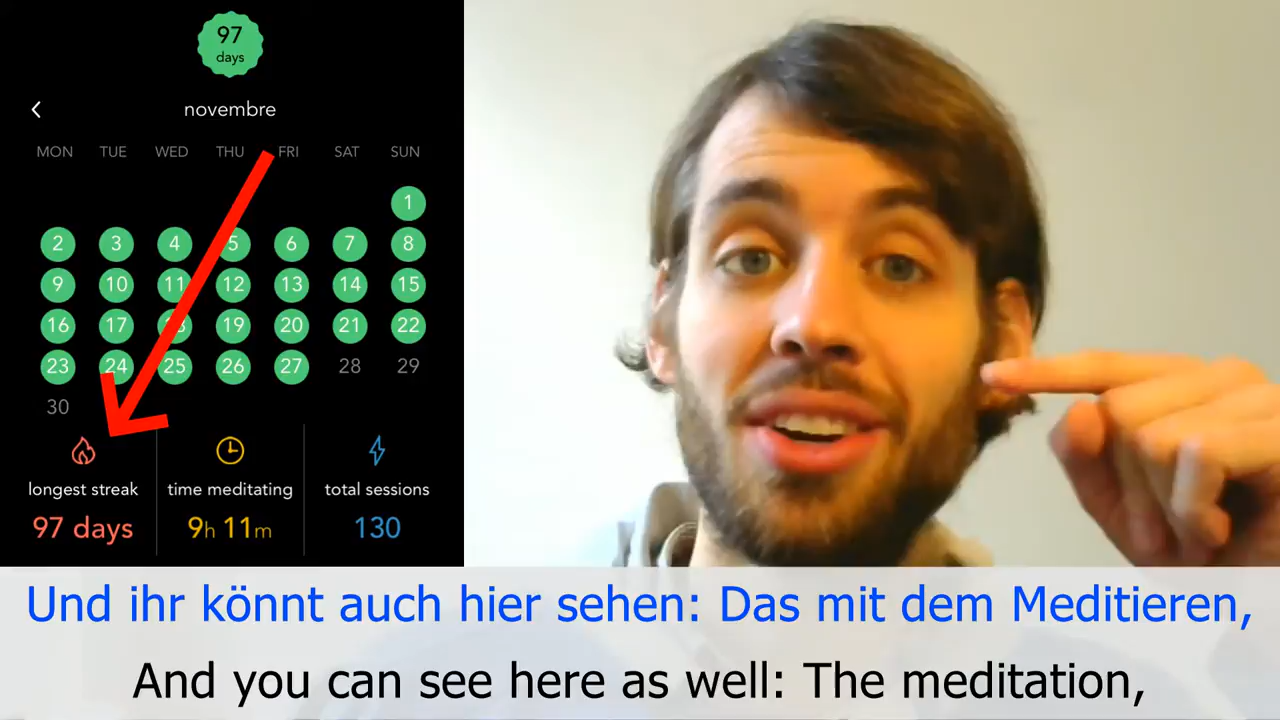 97
days
novembre
MON TUE WED THU FRI SAT SUN
1
2 3 4 5 6 7 8
9 10 11 12 13 14 15
16 17 18 19 20 21 22
23 24 25 26 27 28 29
30
longest streak time meditating total sessions
97 days 9h 11m 130
Und ihr könnt auch hier sehen: Das mit dem Meditieren,
And you can see here as well: The meditation,